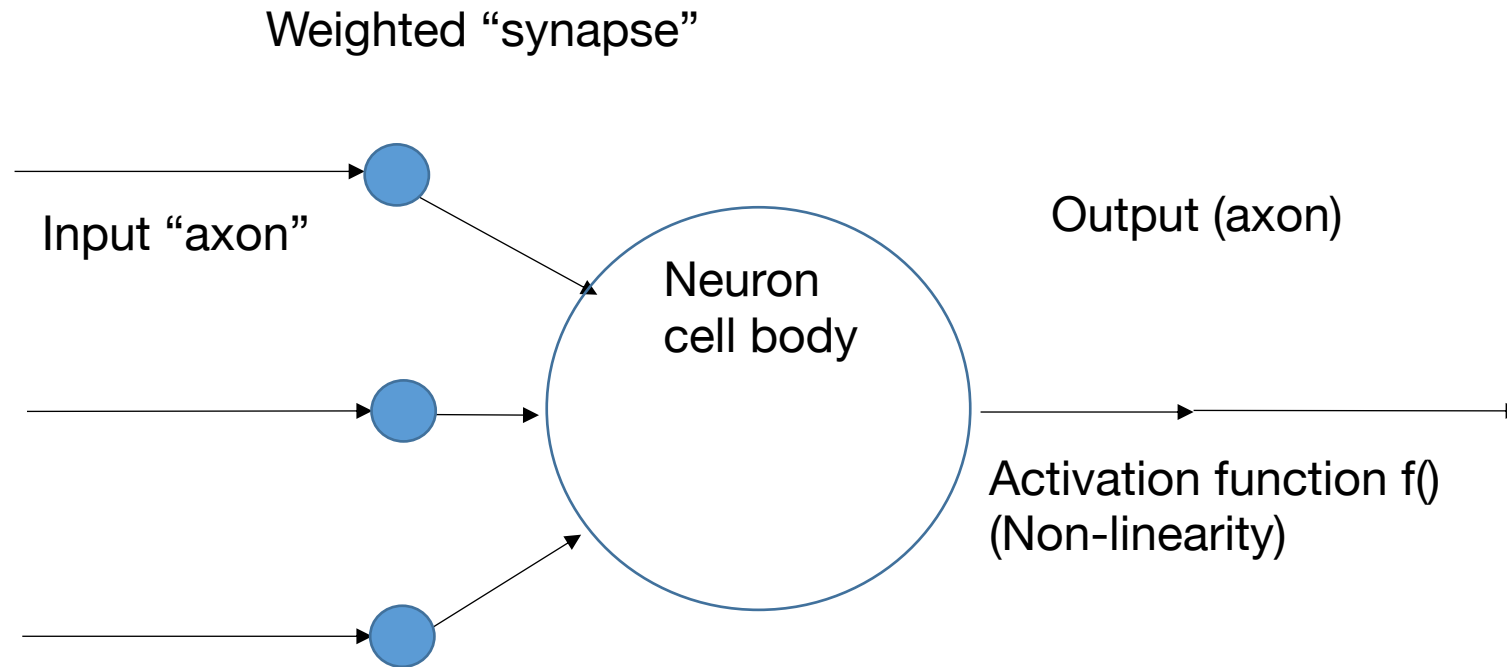 Weighted “synapse”
Input “axon”
Output (axon)
Neuron
cell body
Activation function f()
(Non-linearity)